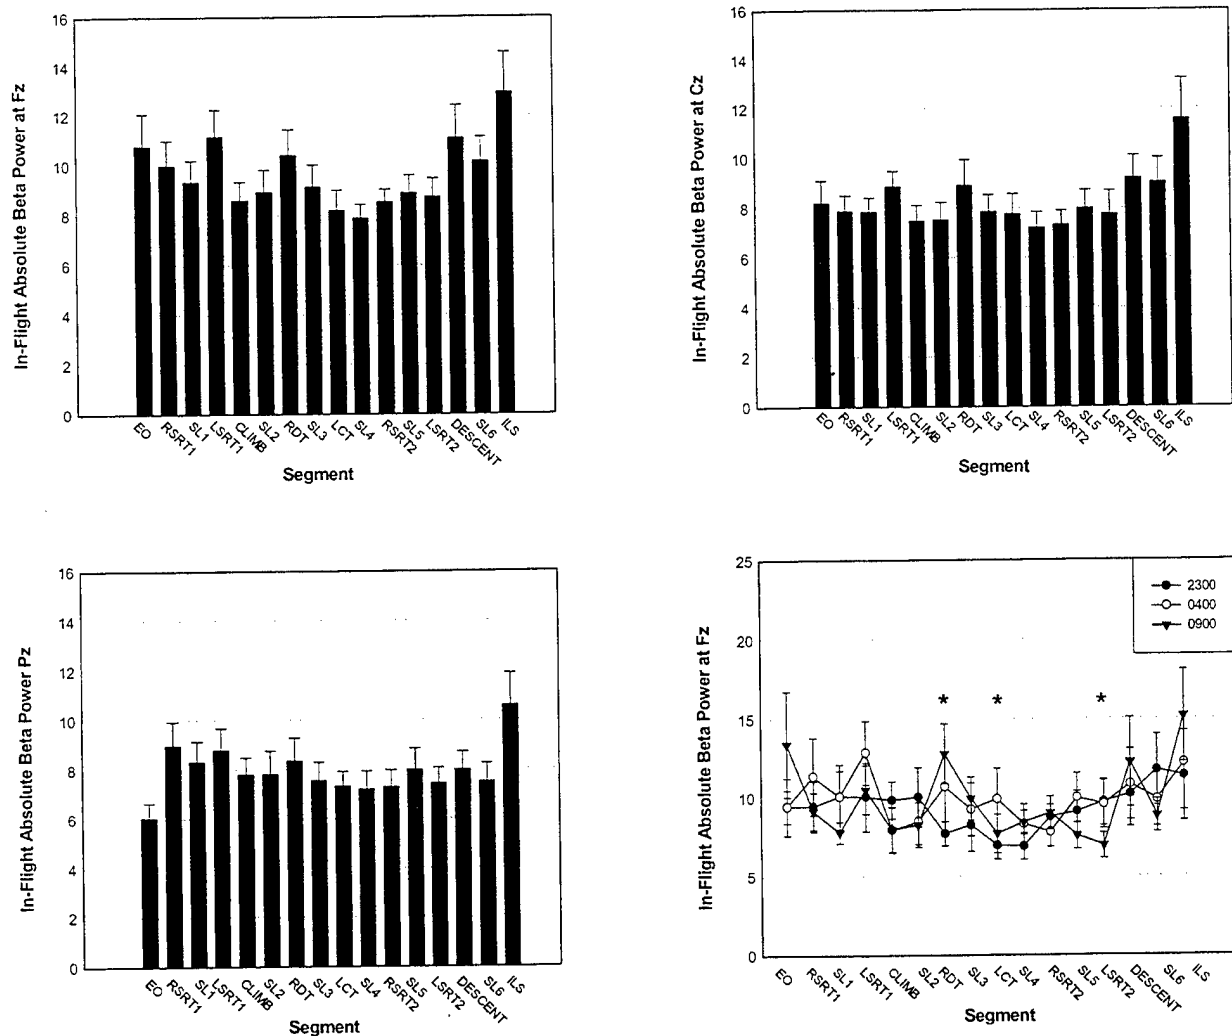 In-Flight Absolute Beta Power at Fz
16
14
12
10
8
6
4
2
0
EO
RSRT1
SL1
LSRT1
CLIMB
SL2
RDT
SL3
LCT
SL4
RSRT2
SL5
LSRT2
DESCENT
SL6
ILS
Segment
In-Flight Absolute Beta Power at Cz
16
14
12
10
8
6
4
2
0
EO
RSRT1
SL1
LSRT1
CLIMB
SL2
RDT
SL3
LCT
SL4
RSRT2
SL5
LSRT2
DESCENT
SL6
ILS
Segment
In-Flight Absolute Beta Power Pz
16
14
12
10
8
6
4
2
0
EO
RSRT1
SL1
LSRT1
CLIMB
SL2
RDT
SL3
LCT
SL4
RSRT2
SL5
LSRT2
DESCENT
SL6
ILS
Segment
In-Flight Absolute Beta Power at Fz
25
20
15
10
5
0
2300
0400
0900
* * *
EO
RSRT1
SL1
LSRT1
CLIMB
SL2
RDT
SL3
LCT
SL4
RSRT2
SL5
LSRT2
DESCENT
SL6
ILS
Segment